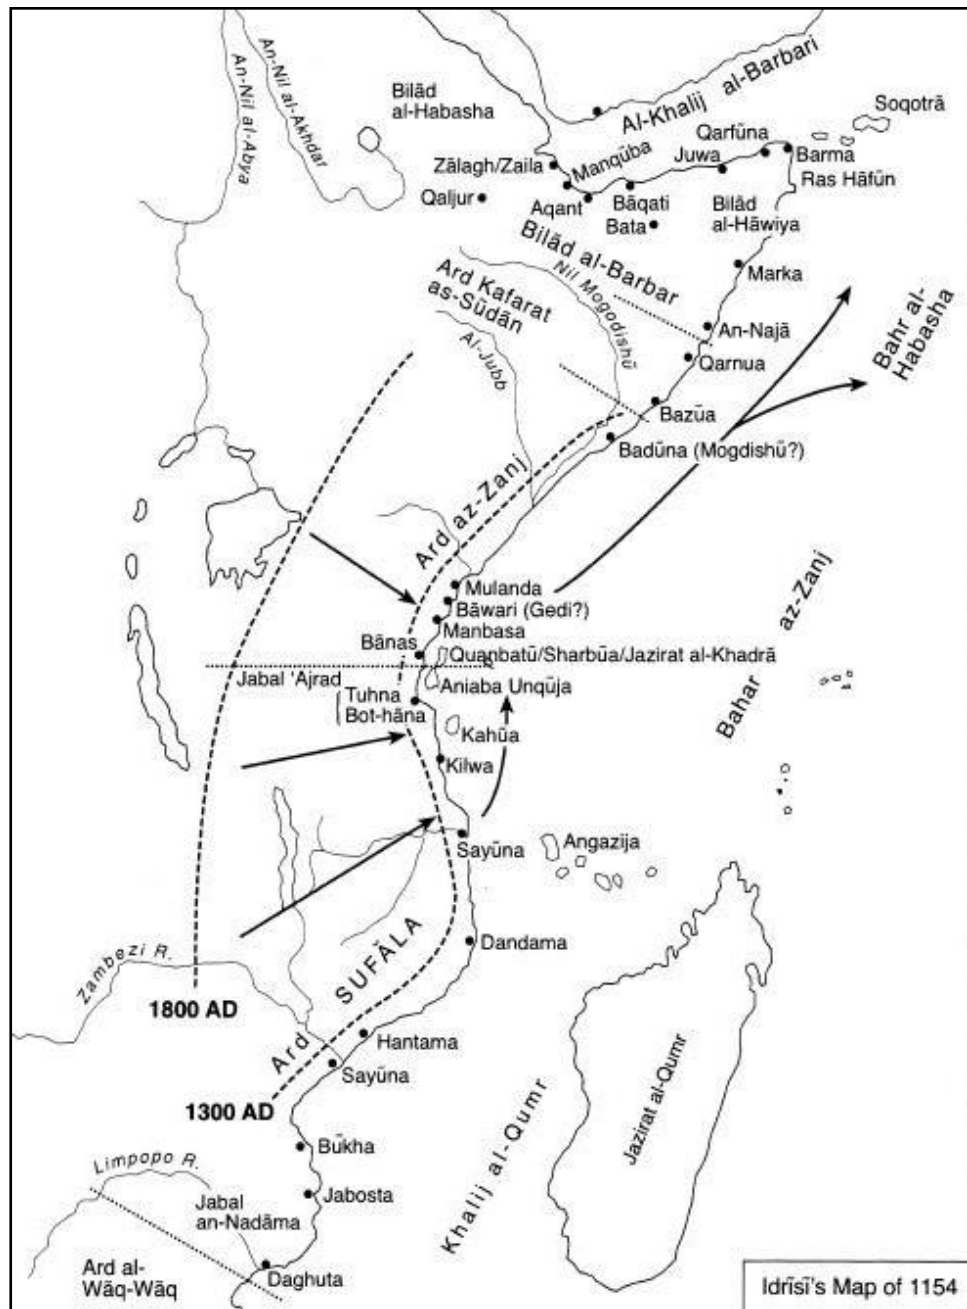 An-Nil al-Abya
An-Nil al-Akhdar
Bilād
al-Habasha
Al-Khalij al-Barbari
Soqotrā
Qarfūna
Juwa
Barma
Ras Hāfūn
Zālagh/Zaila
Manqūba
Qaljur
Aqant
Bāqati
Bata
Bilād
al-Hāwiya
Bilād al-Barbar
Marka
Ard Kafarat
as-Sūdān
Nil Mogodishū
Al-Jubb
An-Najā
Qarnua
Bahr al-
Habasha
Bazūa
Badūna (Mogdishū?)
Ard az-Zanj
Mulanda
Bāwari (Gedi?)
Manbasa
Bānas
Quanbatū/Sharbūa/Jazirat al-Khadrā
Jabal 'Ajrad
Aniaba Unqūja
Tuhna
Bot-hāna
Bahar az-Zanj
Kahūa
Kilwa
Sayūna
Angazija
Dandama
Zambezi R.
Ard SUFĀLA
1800 AD
Hantama
Sayūna
1300 AD
Būkha
Limpopo R.
Jabosta
Jabal
an-Nadāma
Khalij al-Qumr
Jazirat al-Qumr
Ard al-
Wāq-Wāq
Daghuta
Idrīsī's Map of 1154